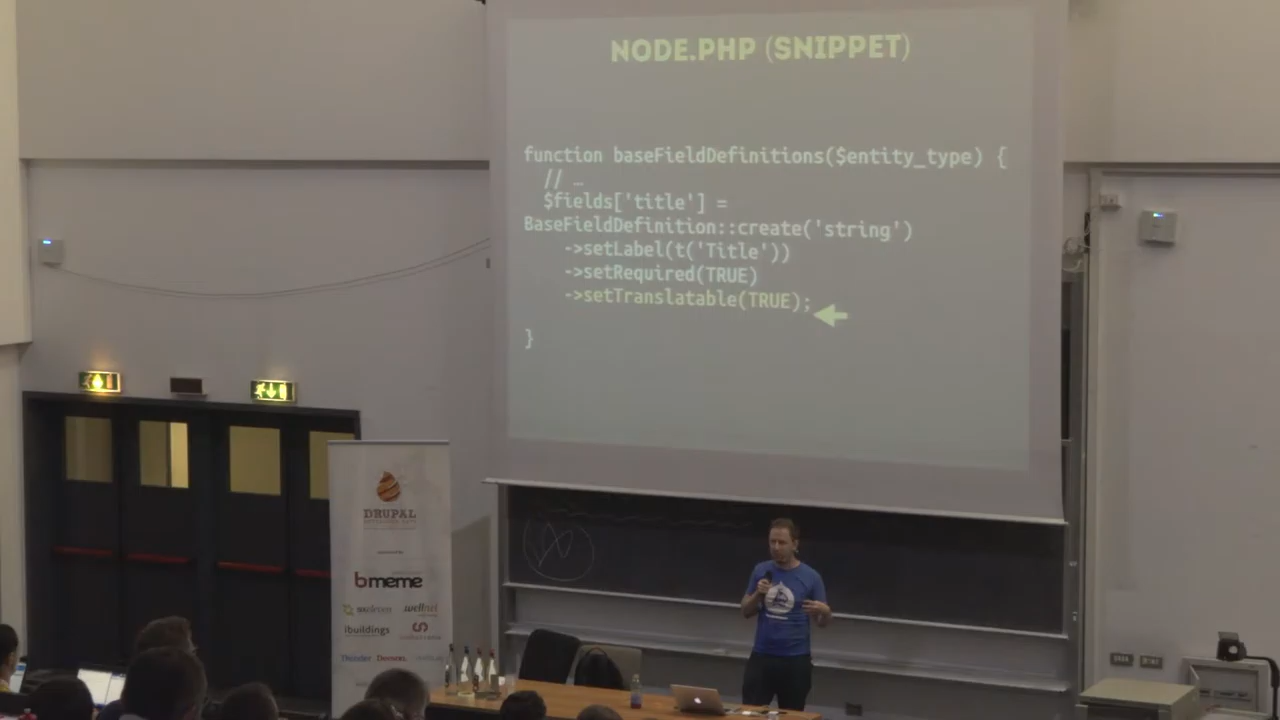 NODE.PHP (SNIPPET)
function baseFieldDefinitions($entity_type) {
// …
$fields['title'] =
BaseFieldDefinition::create('string')
->setLabel(t('Title'))
->setRequired(TRUE)
->setTranslatable(TRUE);
}
DRUPAL
bmeme
wellnet
ibuildings